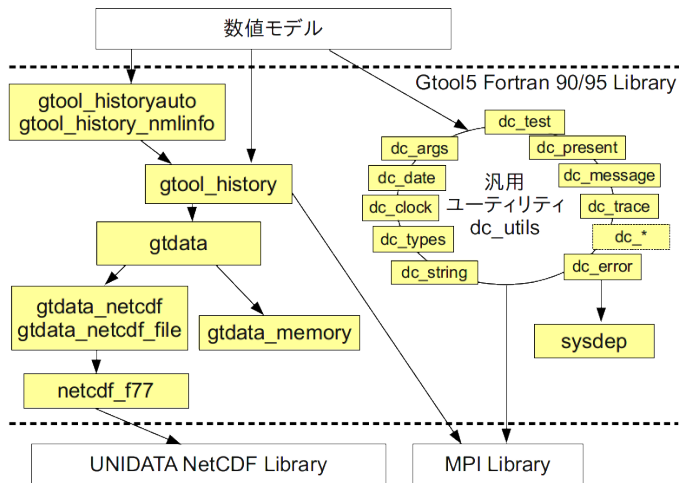 数値モデル
Gtool5 Fortran 90/95 Library
gtool_historyauto
gtool_history_nmlinfo
gtool_history
gtdata
gtdata_netcdf
gtdata_netcdf_file
gtdata_memory
netcdf_f77
dc_test
dc_args
dc_present
dc_date
dc_message
dc_clock
dc_trace
dc_types
dc_*
dc_string
dc_error
汎用
ユーティリティ
dc_utils
sysdep
UNIDATA NetCDF Library
MPI Library